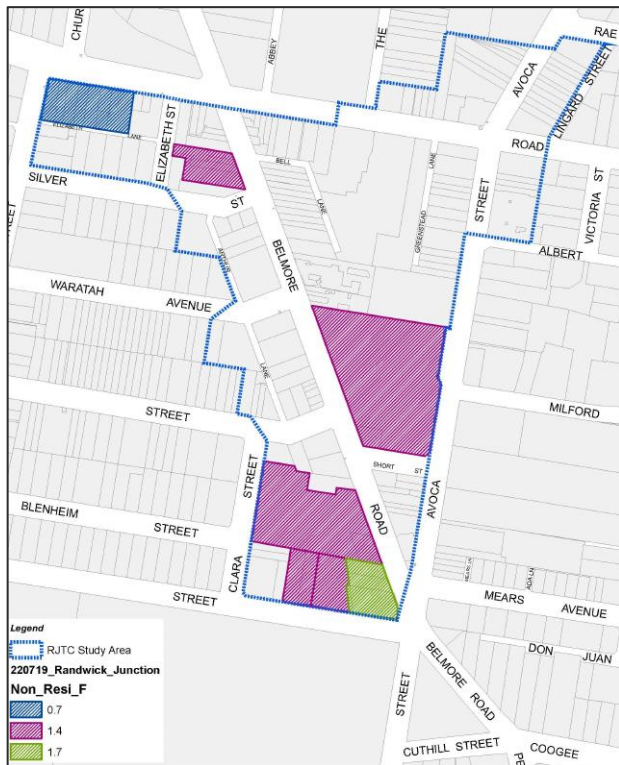 CHUR
ABBEY
THE
RAE
AVOCA
LINGARD STREET
ELIZABETH
LANE
ELIZABETH ST
ROAD
BELL
LANE
LANE
GREENSTEAD
STREET
VICTORIA ST
SILVER
ST
ALBERT
BELMORE
ARTHUR
WARATAH
AVENUE
LANE
STREET
MILFORD
SHORT ST
STREET
ROAD
AVOCA
BLENHEIM
STREET
CLARA
STREET
MEARS LN
ADA LN
MEARS AVENUE
DON JUAN
BELMORE ROAD
STREET
CUTHILL STREET
COOGEE
PE
REET
Legend
RJTC Study Area
220719_Randwick_Junction
Non_Resi_F
0.7
1.4
1.7